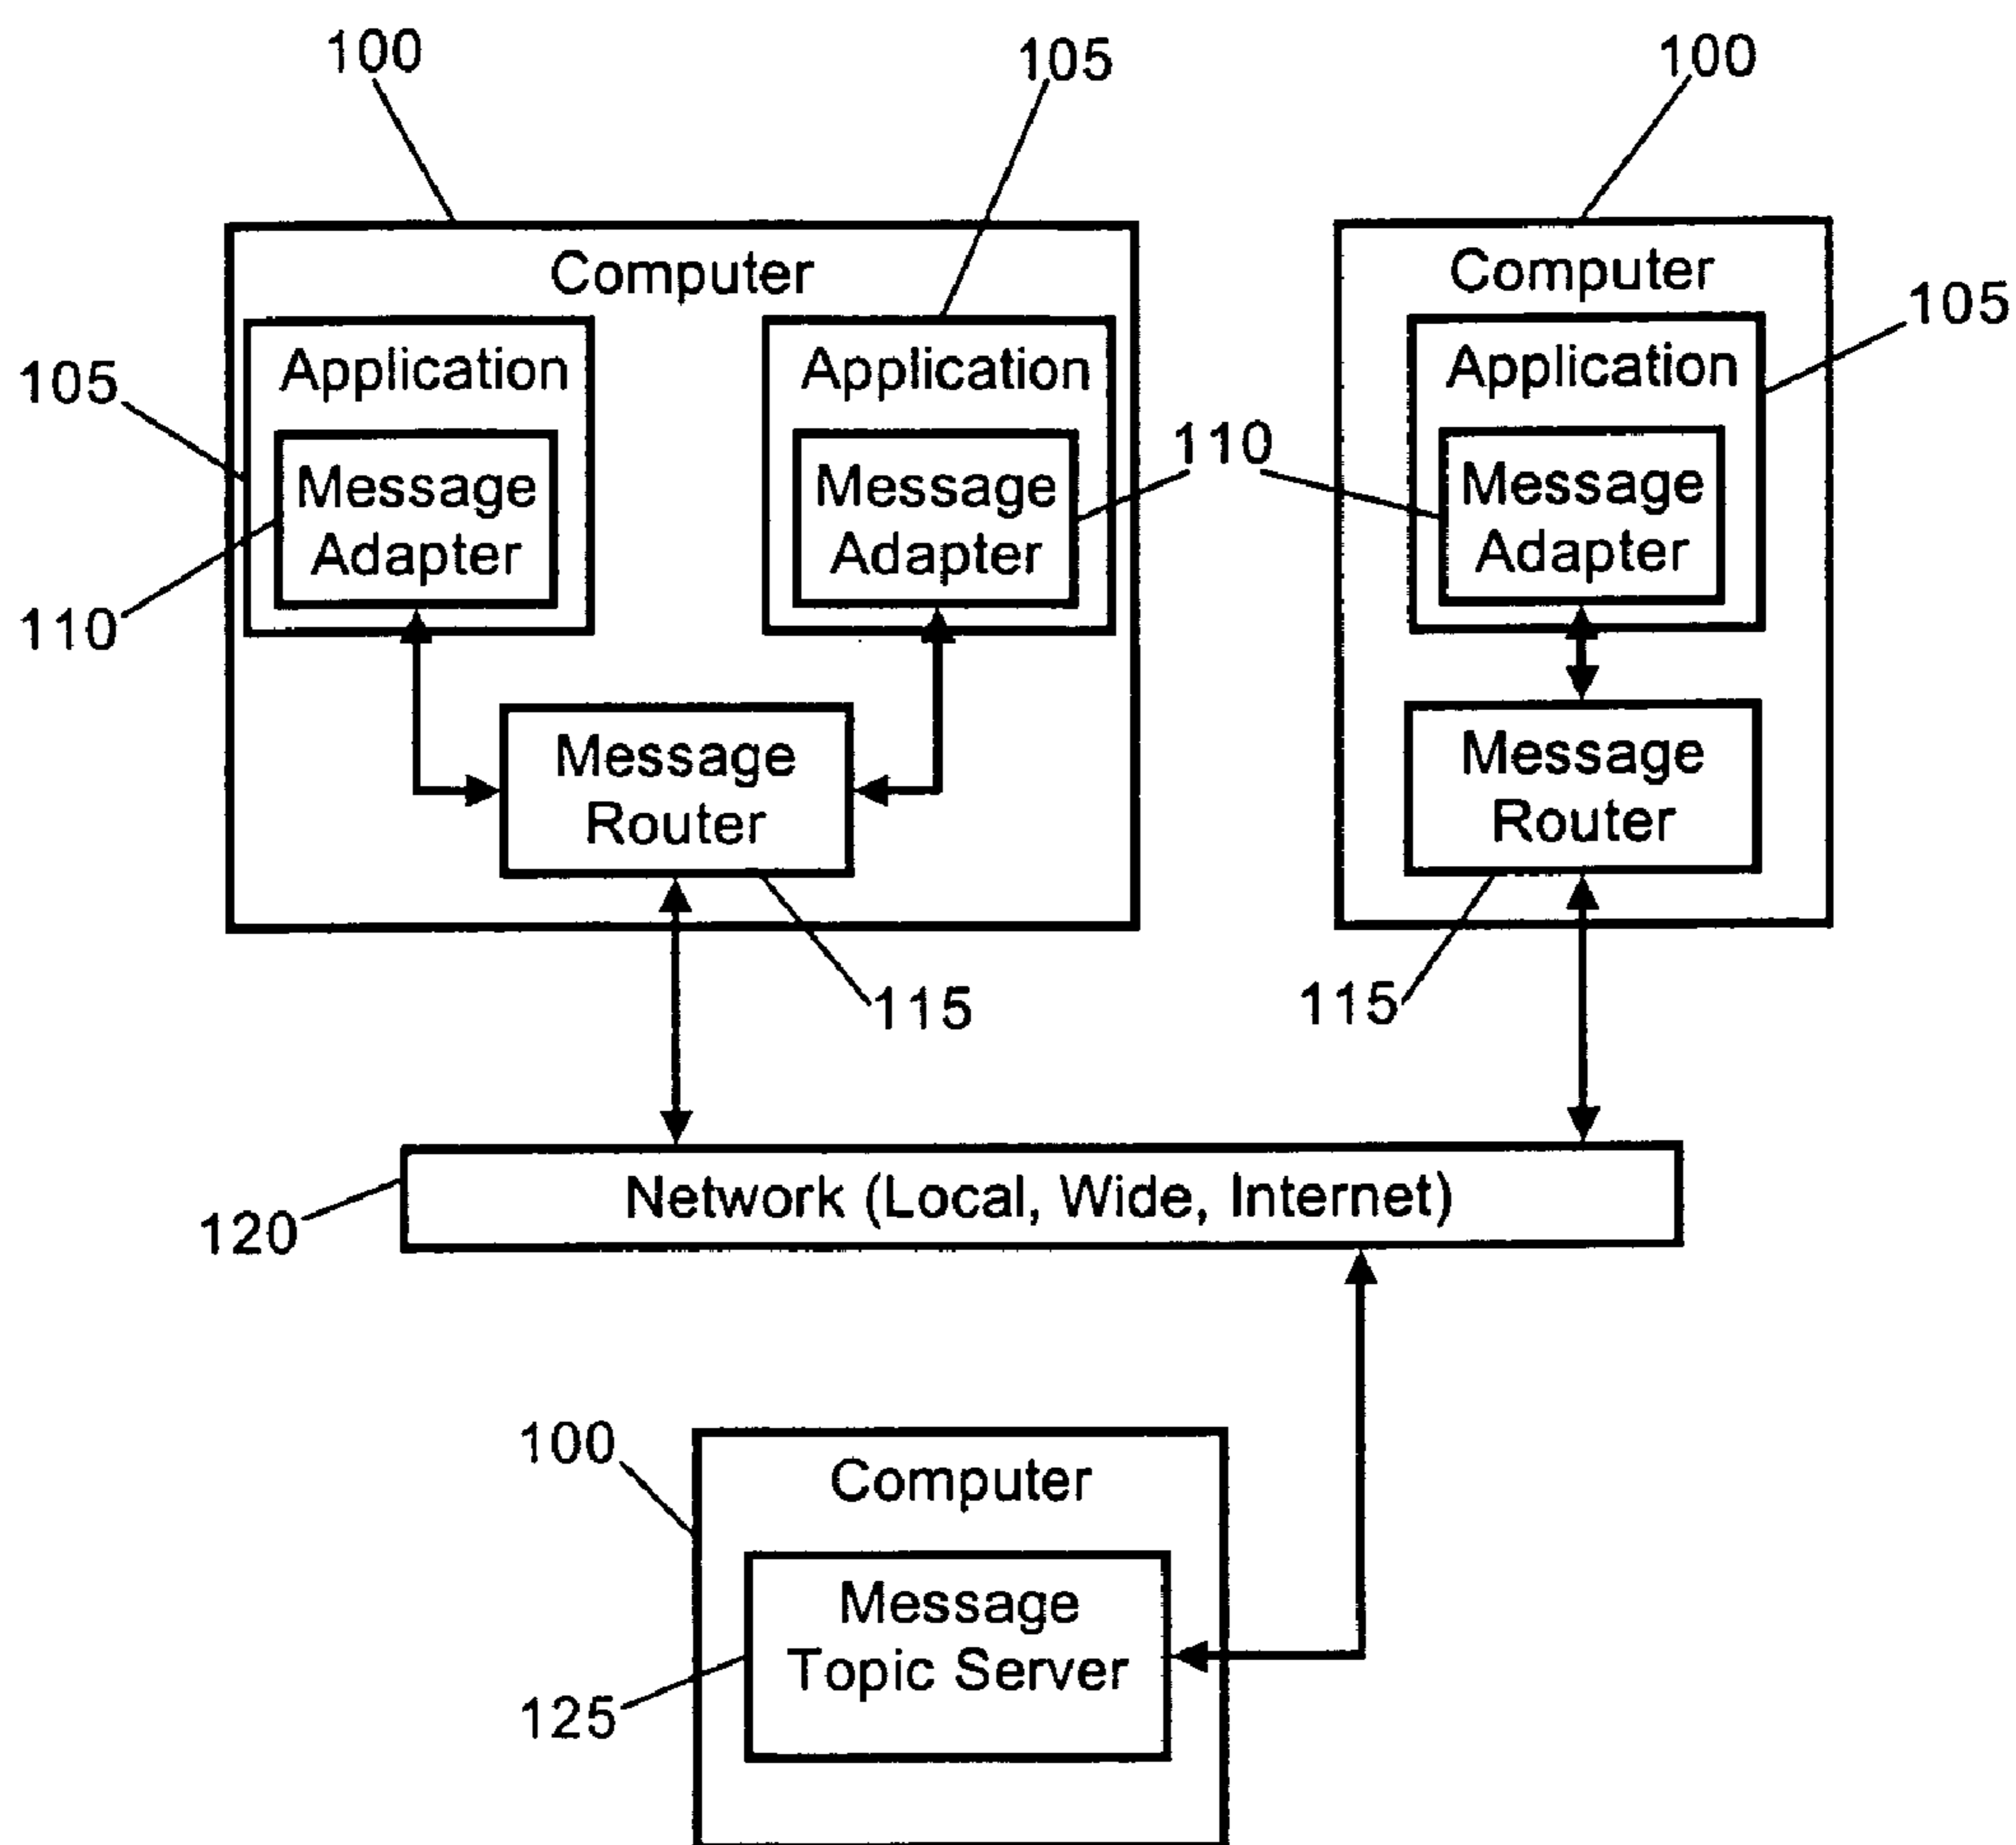 100
105
100
Computer
Computer
105
Application
Application
Application
105
110
Message
Adapter
Message
Adapter
Message
Adapter
110
Message
Router
Message
Router
115
115
Network (Local, Wide, Internet)
120
100
Computer
Message
Topic Server
125